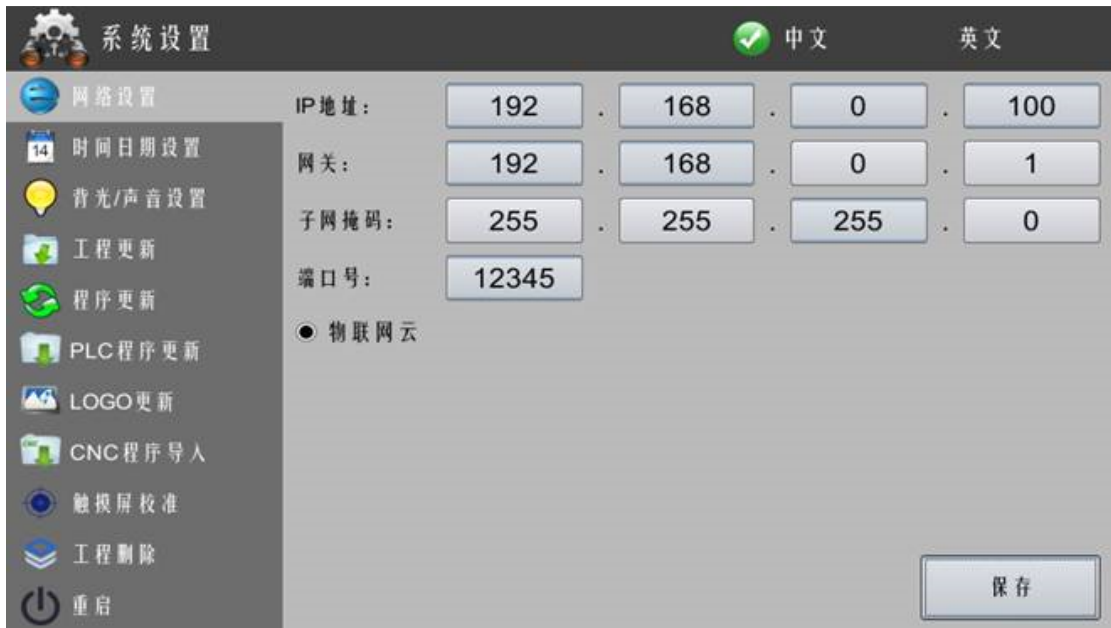 系统设置
中文 英文
网络设置
时间日期设置
背光/声音设置
工程更新
程序更新
PLC程序更新
LOGO更新
CNC程序导入
触摸屏校准
工程删除
重启
IP地址： 192 . 168 . 0 . 100
网关： 192 . 168 . 0 . 1
子网掩码： 255 . 255 . 255 . 0
端口号： 12345
物联网云
保存
14